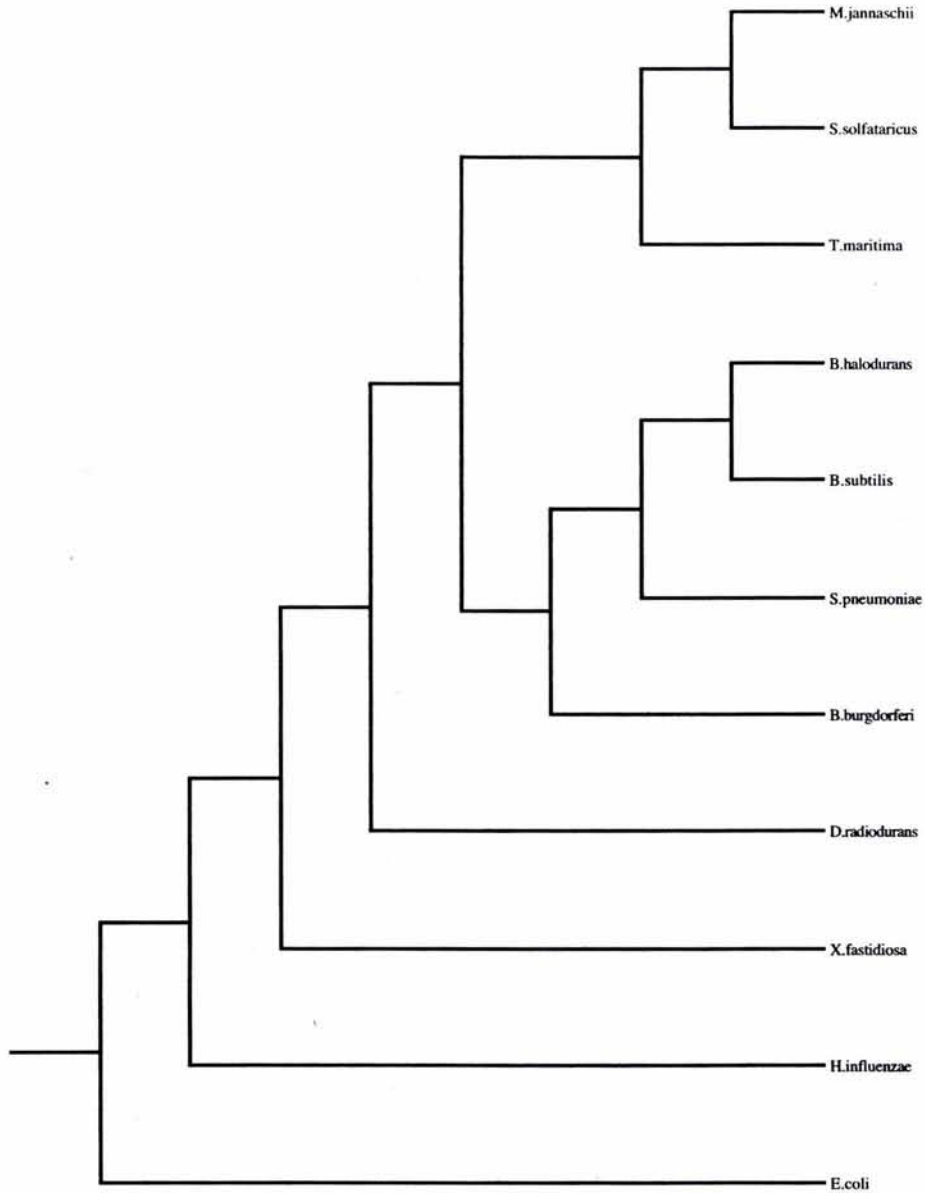 M.jannaschii
S.solfataricus
T.maritima
B.halodurans
B.subtilis
S.pneumoniae
B.burgdorferi
D.radiodurans
X.fastidiosa
H.influenzae
E.coli